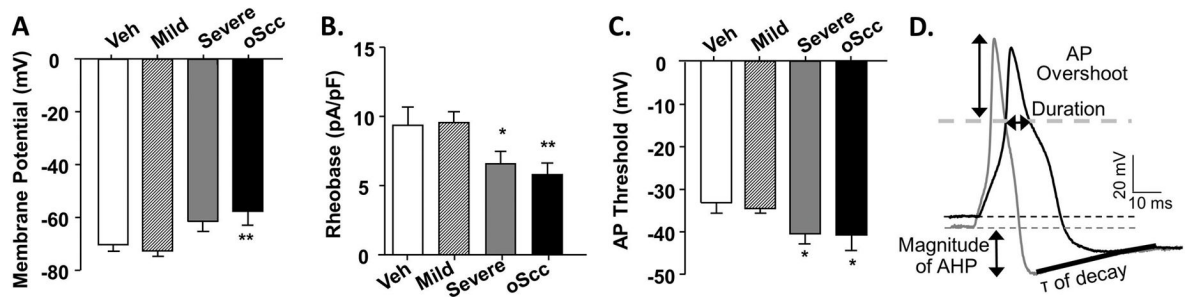 A
Veh Mild Severe oScc
Membrane Potential (mV)
0
-20
-40
-60
-80
**
B.
Rheobase (pA/pF)
15
10
5
0
*
**
Veh Mild Severe oScc
C.
Veh Mild Severe oScc
AP Threshold (mV)
0
-10
-20
-30
-40
-50
*
*
D.
AP
Overshoot
Duration
20 mV
10 ms
Magnitude
of AHP
τ of decay